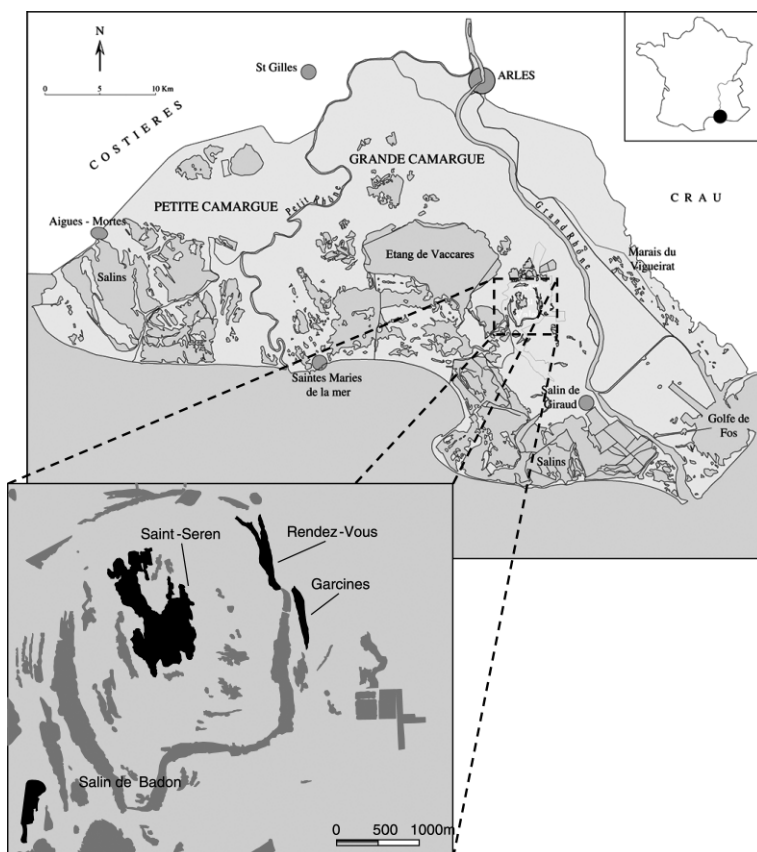 N
0 5 10 Km
St Gilles
ARLES
COSTIERES
GRANDE CAMARGUE
PETITE CAMARGUE
Petit Rhône
Grand Rhône
CRAU
Aigues - Mortes
Marais du
Vigueirat
Etang de Vaccares
Salins
Saintes Maries
de la mer
Salin de
Giraud
Golfe de
Fos
Salins
Saint-Seren
Rendez-Vous
Garcines
Salin de Badon
0 500 1000m